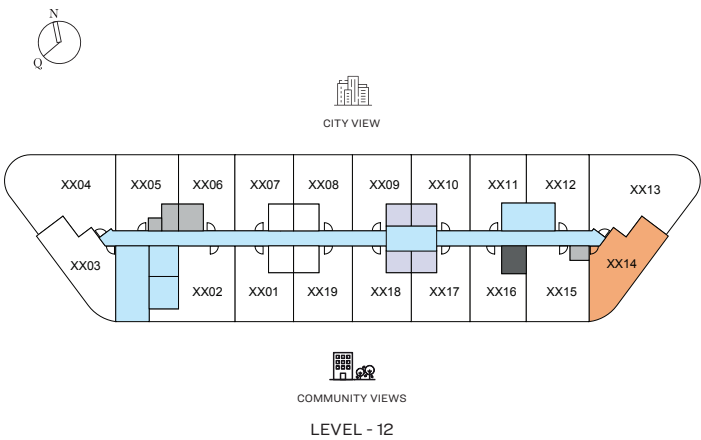 N
Q
CITY VIEW
XX04 XX05 XX06 XX07 XX08 XX09 XX10 XX11 XX12 XX13
XX03 XX02 XX01 XX19 XX18 XX17 XX16 XX15 XX14
COMMUNITY VIEWS
LEVEL - 12